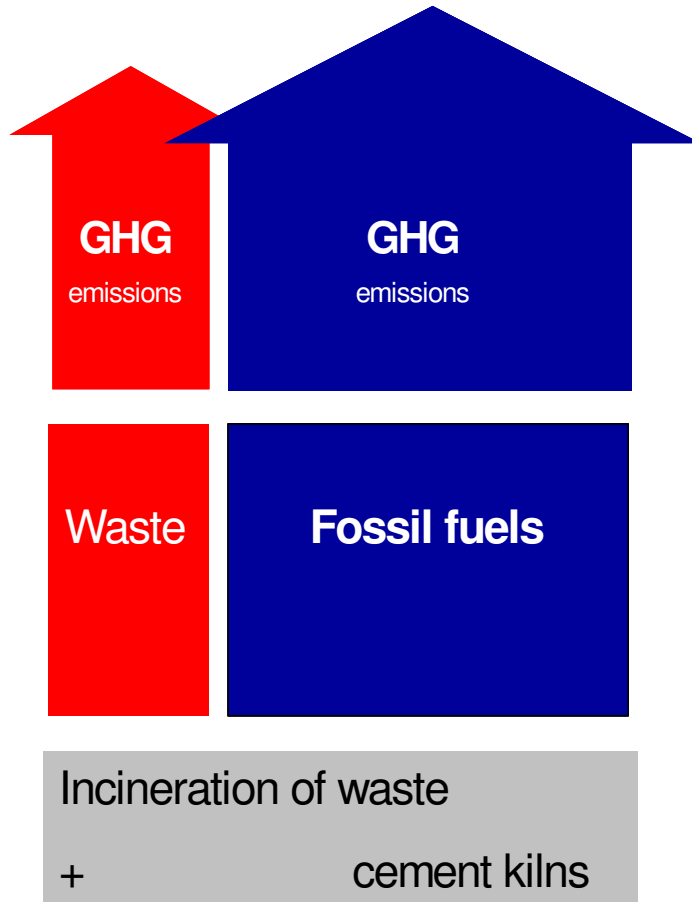 GHG
emissions
GHG
emissions
Waste
Fossil fuels
Incineration of waste
+ cement kilns